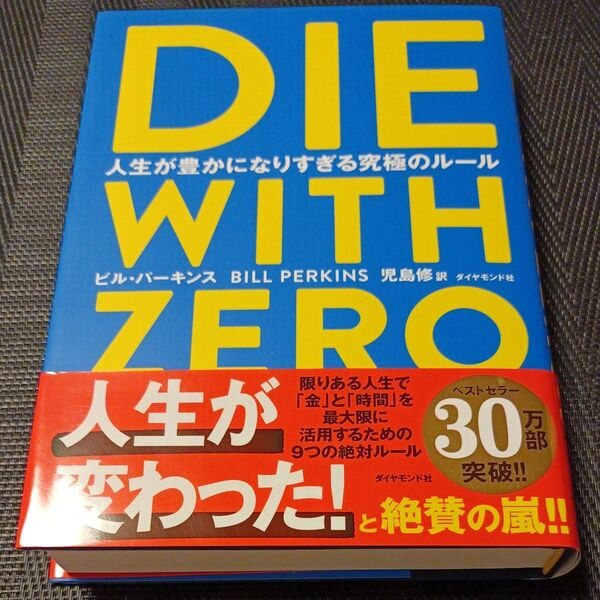 DIE
人生が豊かになりすぎる究極のルール
WITH
ビル・パーキンス BILL PERKINS 児島修 訳 ダイヤモンド社
ZERO
人生が
変わった!
と絶賛の嵐!!
限りある人生で
「金」と「時間」を
最大限に
活用するための
9つの絶対ルール
ダイヤモンド社
ベストセラー
30万部
突破!!